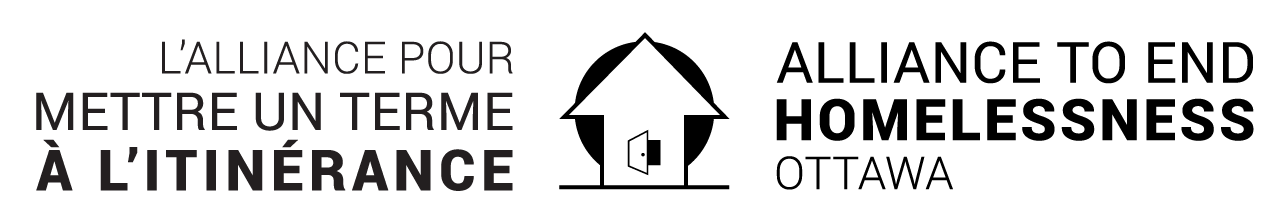 L'ALLIANCE POUR
METTRE UN TERME
À L'ITINÉRANCE
ALLIANCE TO END
HOMELESSNESS
OTTAWA